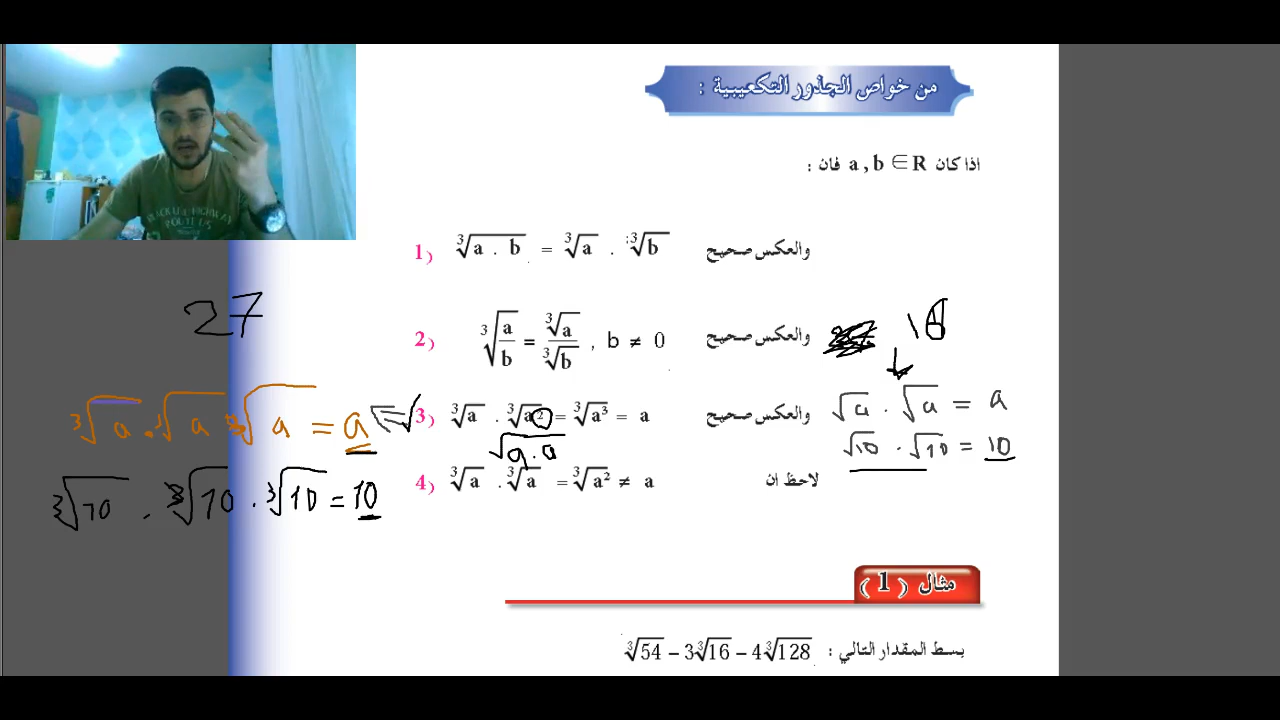 من خواص الجذور التكعيبية :
اذا كان a , b ∈ R فان :
1) ∛(a . b) = ∛a . ∛b والعكس صحيح
2) ∛(a/b) = ∛a/∛b , b ≠ 0 والعكس صحيح
3) ∛a . ∛a² = ∛a³ = a والعكس صحيح
√(a . a)
4) ∛a . ∛a = ∛a² ≠ a لاحظ ان
مثال ( 1 )
بسط المقدار التالي : ∛54 − 3∛16 − 4∛128
27
∛a . ∛a ∛a = a
∛10 . ∛10 . ∛10 = 10
16
√a . √a = a
√10 . √10 = 10